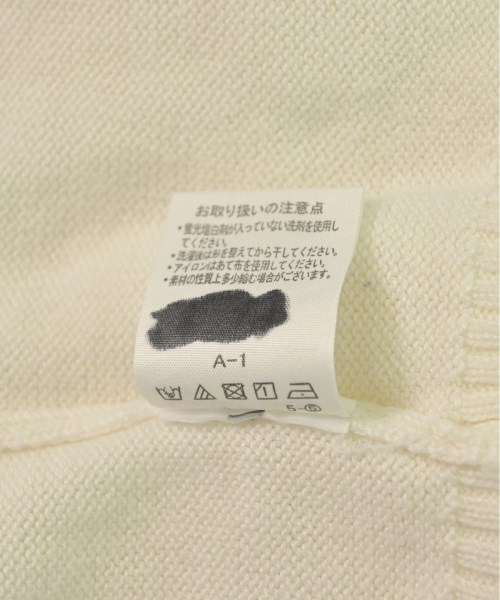 お取り扱いの注意点
・蛍光増白剤が入っていない洗剤を使用し
てください。
・洗濯後は形を整えてから干してください。
・アイロンはあて布を使用してください。
・素材の性質上多少縮む場合がございます。
A-1
5-⑥